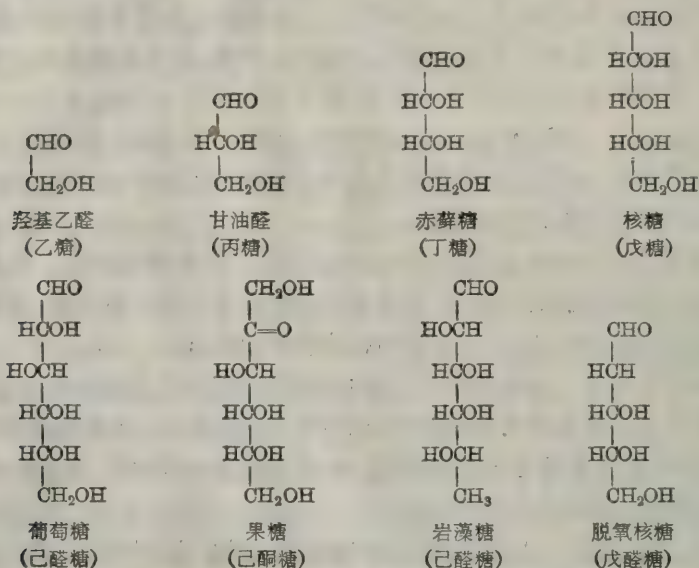 CHO
CH₂OH
羟基乙醛
(乙糖)
CHO
HCOH
CH₂OH
甘油醛
(丙糖)
CHO
HCOH
HCOH
CH₂OH
赤藓糖
(丁糖)
CHO
HCOH
HCOH
HCOH
CH₂OH
核糖
(戊糖)
CHO
HCOH
HOCH
HCOH
HCOH
CH₂OH
葡萄糖
(己醛糖)
CH₂OH
C=O
HOCH
HCOH
HCOH
CH₂OH
果糖
(己酮糖)
CHO
HOCH
HCOH
HCOH
HOCH
CH₃
岩藻糖
(己醛糖)
CHO
HCH
HCOH
HCOH
CH₂OH
脱氧核糖
(戊醛糖)